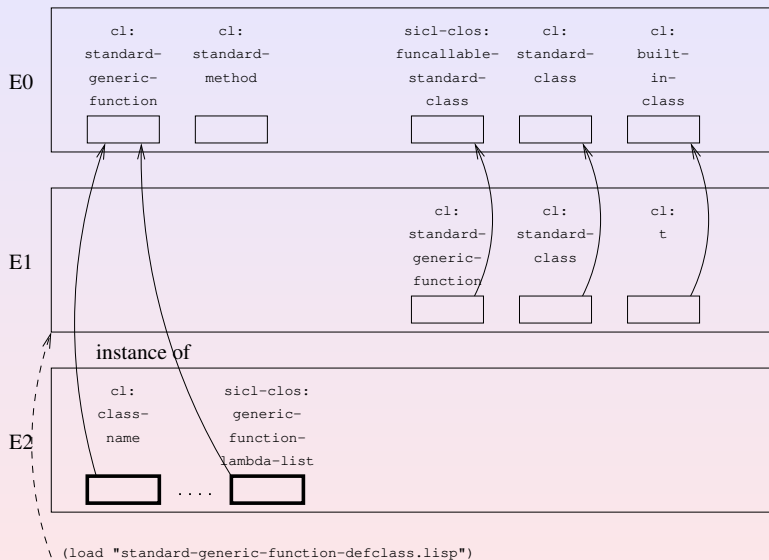 E0
cl:
standard-
generic-
function
cl:
standard-
method
sicl-clos:
funcallable-
standard-
class
cl:
standard-
class
cl:
built-
in-
class
E1
cl:
standard-
generic-
function
cl:
standard-
class
cl:
t
instance of
E2
cl:
class-
name
....
sicl-clos:
generic-
function-
lambda-list
(load "standard-generic-function-defclass.lisp")